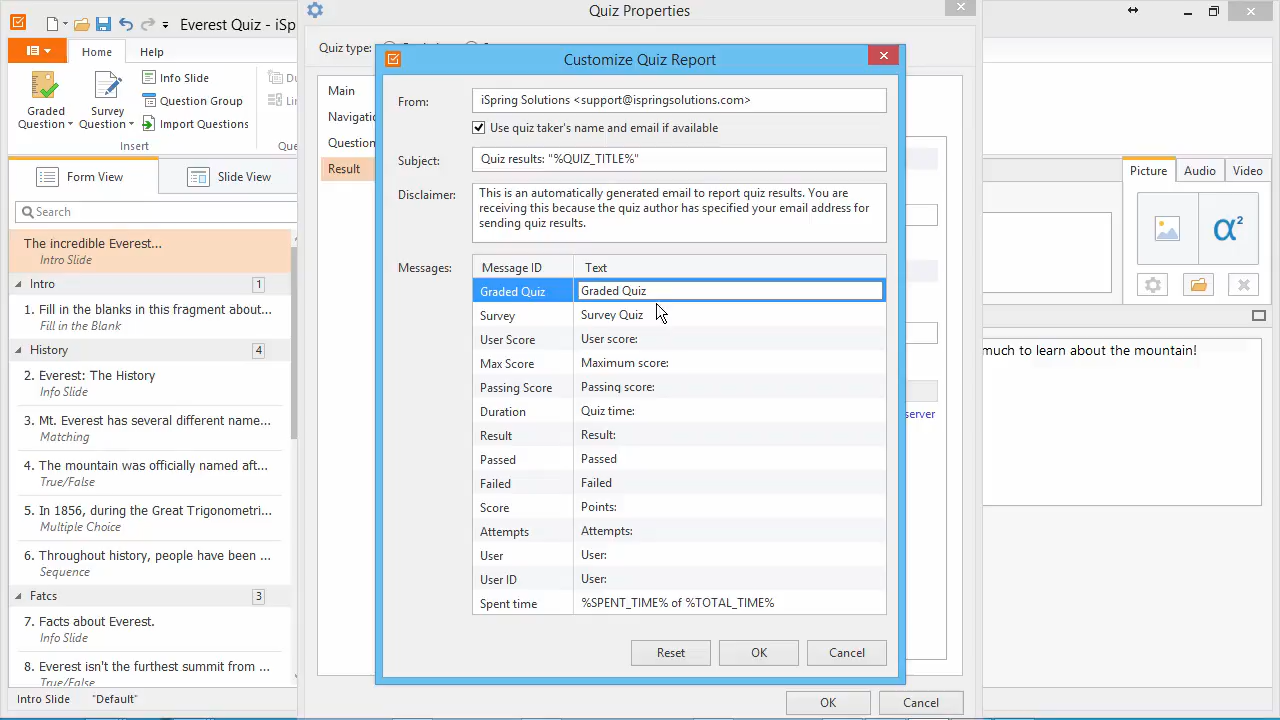 Everest Quiz - iSp
Quiz Properties
Home
Help
Quiz type:
Customize Quiz Report
Graded
Question
Survey
Question
Info Slide
Question Group
Import Questions
Du
Lin
Insert
Que
Form View
Slide View
Search
The incredible Everest...
Intro Slide
Intro
1
1. Fill in the blanks in this fragment about...
Fill in the Blank
History
4
2. Everest: The History
Info Slide
3. Mt. Everest has several different name...
Matching
4. The mountain was officially named aft...
True/False
5. In 1856, during the Great Trigonometri...
Multiple Choice
6. Throughout history, people have been ...
Sequence
Fatcs
3
7. Facts about Everest.
Info Slide
8. Everest isn't the furthest summit from ...
Intro Slide
"Default"
Main
Navigatio
Question
Result
From:
iSpring Solutions <support@ispringsolutions.com>
Use quiz taker's name and email if available
Subject:
Quiz results: "%QUIZ_TITLE%"
Disclaimer:
This is an automatically generated email to report quiz results. You are
receiving this because the quiz author has specified your email address for
sending quiz results.
Messages:
Message ID Text
Graded Quiz Graded Quiz
Survey Survey Quiz
User Score User score:
Max Score Maximum score:
Passing Score Passing score:
Duration Quiz time:
Result Result:
Passed Passed
Failed Failed
Score Points:
Attempts Attempts:
User User:
User ID User:
Spent time %SPENT_TIME% of %TOTAL_TIME%
Reset
OK
Cancel
OK
Cancel
server
Picture
Audio
Video
α²
much to learn about the mountain!